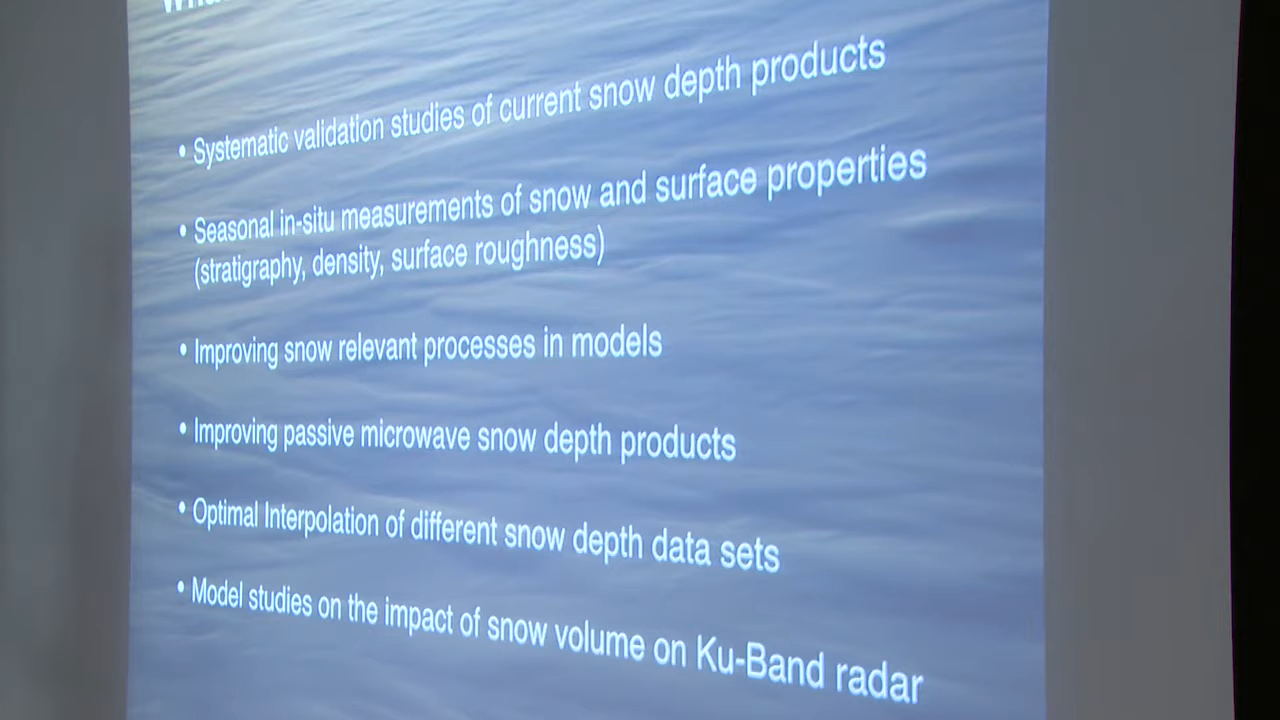 • Systematic validation studies of current snow depth products
• Seasonal in-situ measurements of snow and surface properties
(stratigraphy, density, surface roughness)
• Improving snow relevant processes in models
• Improving passive microwave snow depth products
• Optimal Interpolation of different snow depth data sets
• Model studies on the impact of snow volume on Ku-Band radar